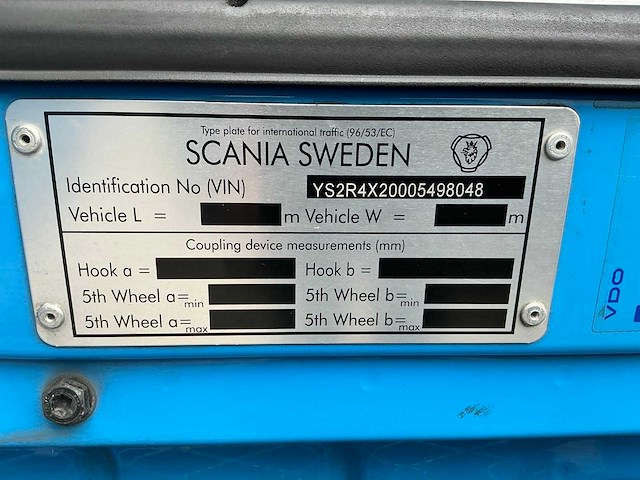 Type plate for international traffic (96/53/EC)
SCANIA SWEDEN
Identification No (VIN) YS2R4X20005498048
Vehicle L = m Vehicle W = m
Coupling device measurements (mm)
Hook a = Hook b =
5th Wheel a= min 5th Wheel b= min
5th Wheel a= max 5th Wheel b= max
VDO